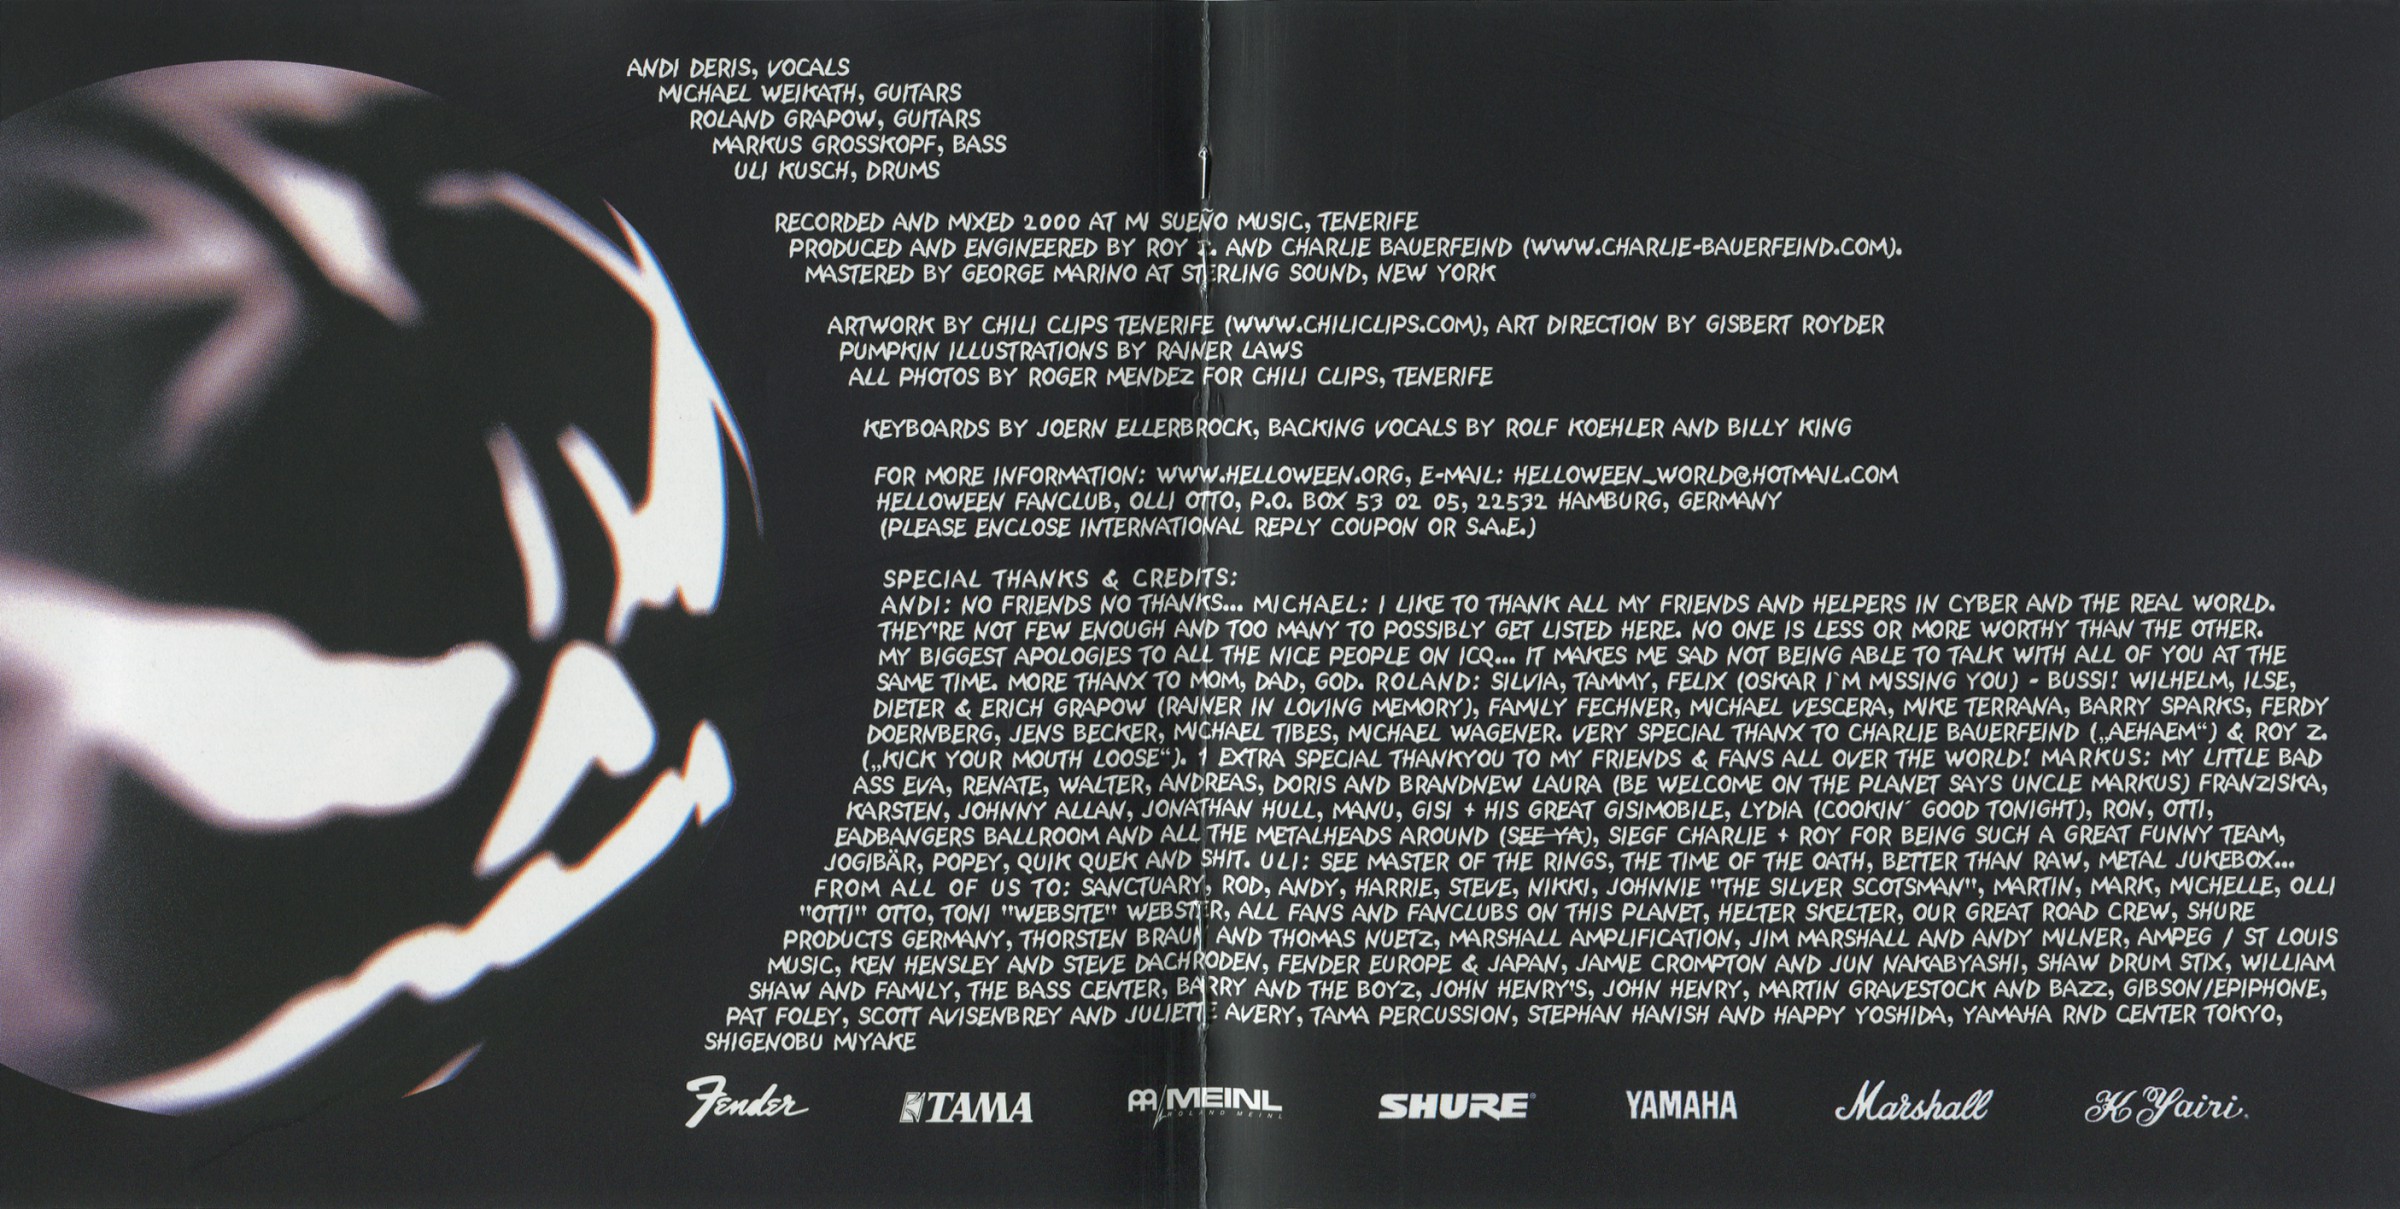 ANDI DERIS, VOCALS
MICHAEL WEIKATH, GUITARS
ROLAND GRAPOW, GUITARS
MARKUS GROSSKOPF, BASS
ULI KUSCH, DRUMS
RECORDED AND MIXED 2000 AT MI SUEÑO MUSIC, TENERIFE
PRODUCED AND ENGINEERED BY ROY Z. AND CHARLIE BAUERFEIND (WWW.CHARLIE-BAUERFEIND.COM).
MASTERED BY GEORGE MARINO AT STERLING SOUND, NEW YORK
ARTWORK BY CHILI CLIPS TENERIFE (WWW.CHILICLIPS.COM), ART DIRECTION BY GISBERT ROYDER
PUMPKIN ILLUSTRATIONS BY RAINER LAWS
ALL PHOTOS BY ROGER MENDEZ FOR CHILI CLIPS, TENERIFE
KEYBOARDS BY JOERN ELLERBROCK, BACKING VOCALS BY ROLF KOEHLER AND BILLY KING
FOR MORE INFORMATION: WWW.HELLOWEEN.ORG, E-MAIL: HELLOWEEN_WORLD@HOTMAIL.COM
HELLOWEEN FANCLUB, OLLI OTTO, P.O. BOX 53 02 05, 22532 HAMBURG, GERMANY
(PLEASE ENCLOSE INTERNATIONAL REPLY COUPON OR S.A.E.)
SPECIAL THANKS & CREDITS:
ANDI: NO FRIENDS NO THANKS... MICHAEL: I LIKE TO THANK ALL MY FRIENDS AND HELPERS IN CYBER AND THE REAL WORLD.
THEY'RE NOT FEW ENOUGH AND TOO MANY TO POSSIBLY GET LISTED HERE. NO ONE IS LESS OR MORE WORTHY THAN THE OTHER.
MY BIGGEST APOLOGIES TO ALL THE NICE PEOPLE ON ICQ... IT MAKES ME SAD NOT BEING ABLE TO TALK WITH ALL OF YOU AT THE
SAME TIME. MORE THANX TO MOM, DAD, GOD. ROLAND: SILVIA, TAMMY, FELIX (OSKAR I`M MISSING YOU) - BUSSI! WILHELM, ILSE,
DIETER & ERICH GRAPOW (RAINER IN LOVING MEMORY), FAMILY FECHNER, MICHAEL VESCERA, MIKE TERRANA, BARRY SPARKS, FERDY
DOERNBERG, JENS BECKER, MICHAEL TIBES, MICHAEL WAGENER. VERY SPECIAL THANX TO CHARLIE BAUERFEIND („AEHAEM“) & ROY Z.
(„KICK YOUR MOUTH LOOSE“). 1 EXTRA SPECIAL THANKYOU TO MY FRIENDS & FANS ALL OVER THE WORLD! MARKUS: MY LITTLE BAD
ASS EVA, RENATE, WALTER, ANDREAS, DORIS AND BRANDNEW LAURA (BE WELCOME ON THE PLANET SAYS UNCLE MARKUS) FRANZISKA,
KARSTEN, JOHNNY ALLAN, JONATHAN HULL, MANU, GISI + HIS GREAT GISIMOBILE, LYDIA (COOKIN´ GOOD TONIGHT), RON, OTTI,
EADBANGERS BALLROOM AND ALL THE METALHEADS AROUND (SEE YA), SIEGF CHARLIE + ROY FOR BEING SUCH A GREAT FUNNY TEAM,
JOGIBÄR, POPEY, QUIK QUEK AND SHIT. ULI: SEE MASTER OF THE RINGS, THE TIME OF THE OATH, BETTER THAN RAW, METAL JUKEBOX...
FROM ALL OF US TO: SANCTUARY, ROD, ANDY, HARRIE, STEVE, NIKKI, JOHNNIE "THE SILVER SCOTSMAN", MARTIN, MARK, MICHELLE, OLLI
"OTTI" OTTO, TONI "WEBSITE" WEBSTER, ALL FANS AND FANCLUBS ON THIS PLANET, HELTER SKELTER, OUR GREAT ROAD CREW, SHURE
PRODUCTS GERMANY, THORSTEN BRAUN AND THOMAS NUETZ, MARSHALL AMPLIFICATION, JIM MARSHALL AND ANDY MILNER, AMPEG / ST LOUIS
MUSIC, KEN HENSLEY AND STEVE DACHRODEN, FENDER EUROPE & JAPAN, JAMIE CROMPTON AND JUN NAKABYASHI, SHAW DRUM STIX, WILLIAM
SHAW AND FAMILY, THE BASS CENTER, BARRY AND THE BOYZ, JOHN HENRY'S, JOHN HENRY, MARTIN GRAVESTOCK AND BAZZ, GIBSON/EPIPHONE,
PAT FOLEY, SCOTT AVISENBREY AND JULIETTE AVERY, TAMA PERCUSSION, STEPHAN HANISH AND HAPPY YOSHIDA, YAMAHA RND CENTER TOKYO,
SHIGENOBU MIYAKE
Fender TAMA MEINL SHURE YAMAHA Marshall K Yairi
ROLAND MEINL